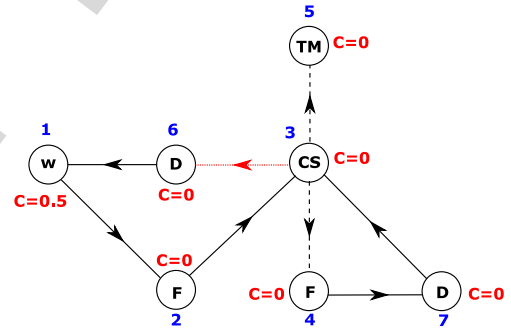 5
TM C=0
1 6 3
w D CS C=0
C=0.5 C=0
C=0
F C=0 F D C=0
2 4 7